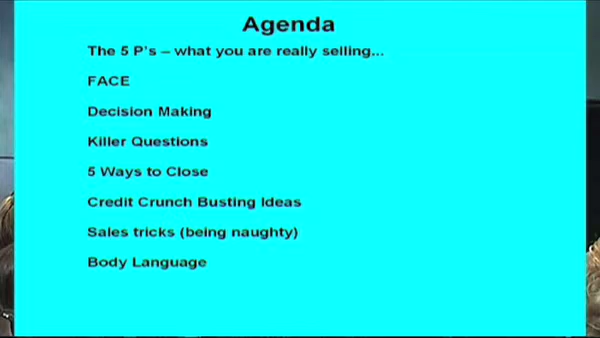 Agenda
The 5 P's – what you are really selling...
FACE
Decision Making
Killer Questions
5 Ways to Close
Credit Crunch Busting Ideas
Sales tricks (being naughty)
Body Language